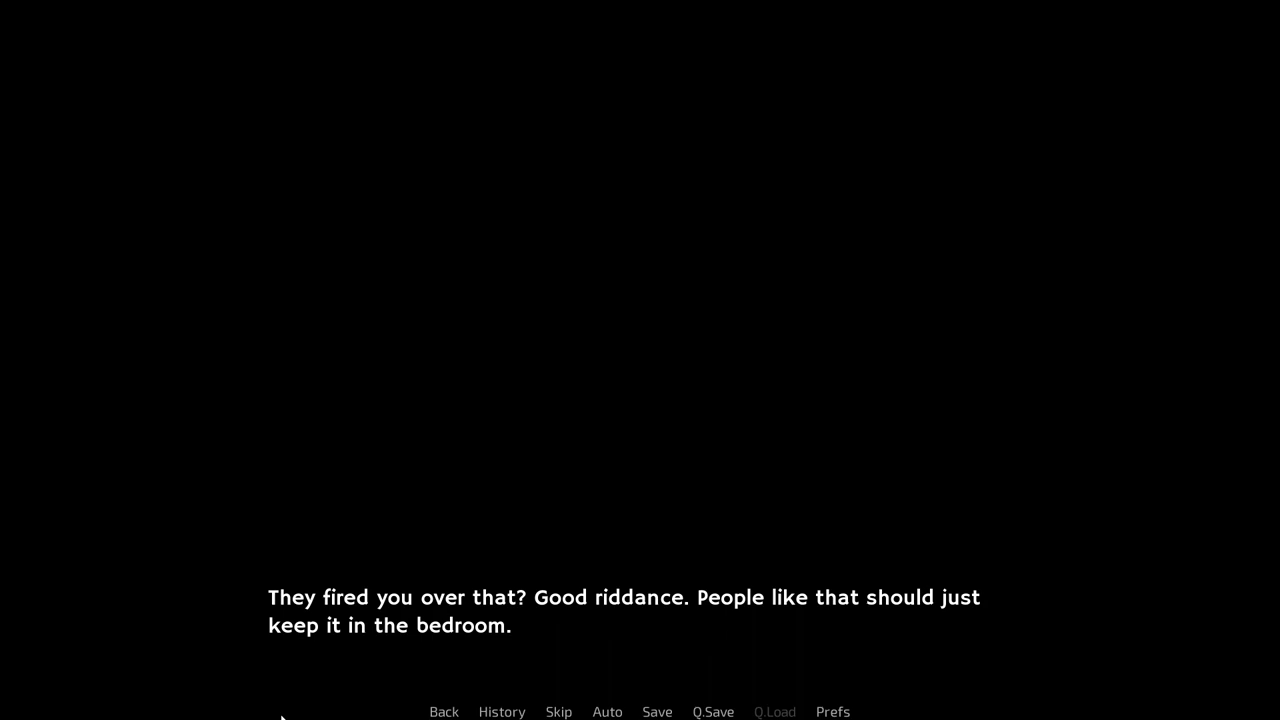 They fired you over that? Good riddance. People like that should just
keep it in the bedroom.
Back History Skip Auto Save Q.Save Q.Load Prefs